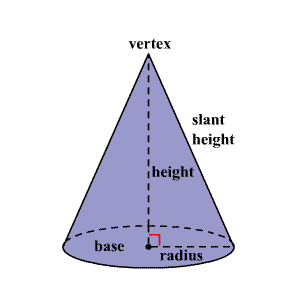 vertex
slant
height
height
base
radius